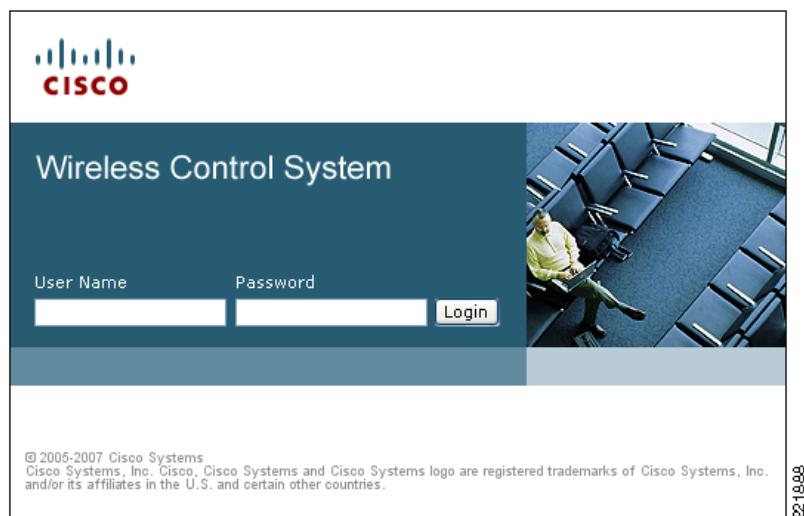 CISCO
Wireless Control System
User Name
Password
Login
© 2005-2007 Cisco Systems
Cisco Systems, Inc. Cisco, Cisco Systems and Cisco Systems logo are registered trademarks of Cisco Systems, Inc.
and/or its affiliates in the U.S. and certain other countries.
221888